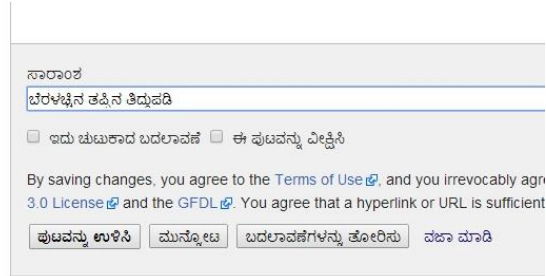 ಸಾರಾಂಶ
ಬೆರಳಚ್ಚಿನ ತಪ್ಪಿನ ತಿದ್ದುಪಡಿ
ಇದು ಚುಟುಕಾದ ಬದಲಾವಣೆ ಈ ಪುಟವನ್ನು ವೀಕ್ಷಿಸಿ
By saving changes, you agree to the Terms of Use, and you irrevocably agre
3.0 License and the GFDL. You agree that a hyperlink or URL is sufficient
ಪುಟವನ್ನು ಉಳಿಸಿ ಮುನ್ನೋಟ ಬದಲಾವಣೆಗಳನ್ನು ತೋರಿಸು ವಜಾ ಮಾಡಿ